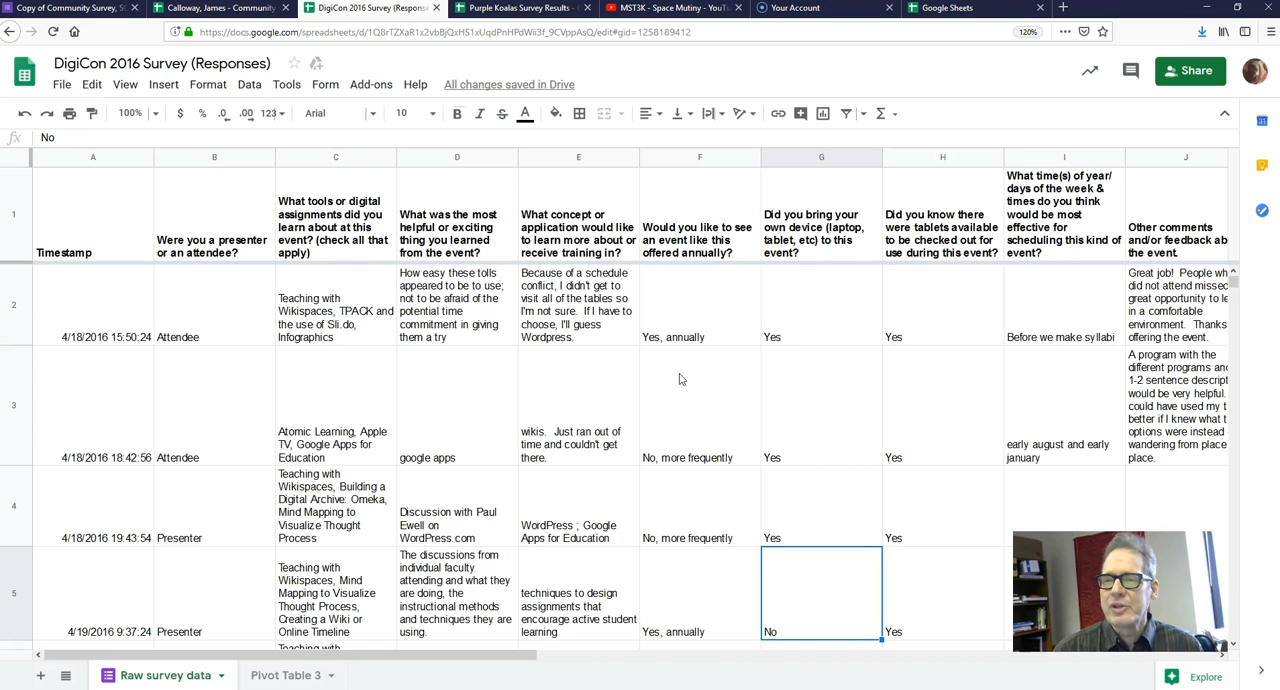 Copy of Community Survey, S
Calloway, James - Community
DigiCon 2016 Survey (Response
Purple Koalas Survey Results -
MST3K - Space Mutiny - YouTu
Your Account
Google Sheets
https://docs.google.com/spreadsheets/d/1Q8rTZXaR1x2vbBjQxHS1xUqdPnHPdWii3f_9CVppAsQ/edit#gid=1258189412
120%
DigiCon 2016 Survey (Responses)
Share
File Edit View Insert Format Data Tools Form Add-ons Help All changes saved in Drive
100% $ % .0 .00 123 Arial 10 B I S A
fx No
A B C D E F G H I J
1
Timestamp
Were you a presenter
or an attendee?
What tools or digital
assignments did you
learn about at this
event? (check all that
apply)
What was the most
helpful or exciting
thing you learned
from the event?
What concept or
application would like
to learn more about or
receive training in?
Would you like to see
an event like this
offered annually?
Did you bring your
own device (laptop,
tablet, etc) to this
event?
Did you know there
were tablets available
to be checked out for
use during this event?
What time(s) of year/
days of the week &
times do you think
would be most
effective for
scheduling this kind of
event?
Other comments
and/or feedback ab
the event.
2
4/18/2016 15:50:24
Attendee
Teaching with
Wikispaces, TPACK and
the use of Sli.do,
Infographics
How easy these tolls
appeared to be to use;
not to be afraid of the
potential time
commitment in giving
them a try
Because of a schedule
conflict, I didn't get to
visit all of the tables so
I'm not sure. If I have to
choose, I'll guess
Wordpress.
Yes, annually
Yes
Yes
Before we make syllabi
Great job! People wh
did not attend missed
great opportunity to le
in a comfortable
environment. Thanks
offering the event.
3
4/18/2016 18:42:56
Attendee
Atomic Learning, Apple
TV, Google Apps for
Education
google apps
wikis. Just ran out of
time and couldn't get
there.
No, more frequently
Yes
Yes
early august and early
january
A program with the
different programs and
1-2 sentence descript
would be very helpful.
could have used my t
better if I knew what t
options were instead
wandering from place
place.
4
4/18/2016 19:43:54
Presenter
Teaching with
Wikispaces, Building a
Digital Archive: Omeka,
Mind Mapping to
Visualize Thought
Process
Discussion with Paul
Ewell on
WordPress.com
WordPress ; Google
Apps for Education
No, more frequently
Yes
Yes
5
4/19/2016 9:37:24
Presenter
Teaching with
Wikispaces, Mind
Mapping to Visualize
Thought Process,
Creating a Wiki or
Online Timeline
The discussions from
individual faculty
attending and what they
are doing, the
instructional methods
and techniques they are
using.
techniques to design
assignments that
encourage active student
learning
Yes, annually
No
Yes
Teaching with
Raw survey data
Pivot Table 3
Explore